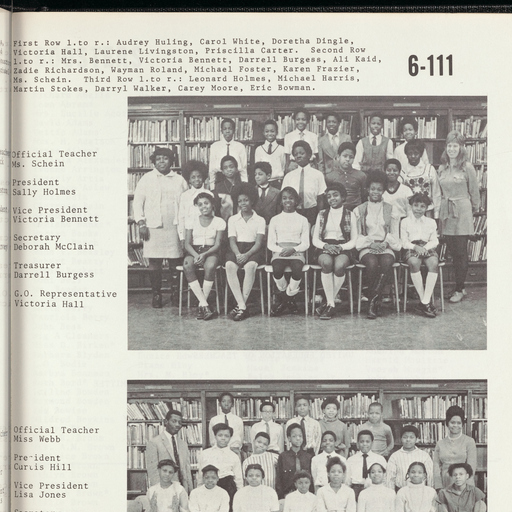 First Row l.to r.: Audrey Huling, Carol White, Doretha Dingle,
Victoria Hall, Laurene Livingston, Priscilla Carter. Second Row
l.to r.: Mrs. Bennett, Victoria Bennett, Darrell Burgess, Ali Kaid,
Zadie Richardson, Wayman Roland, Michael Foster, Karen Frazier,
Ms. Schein. Third Row l.to r.: Leonard Holmes, Michael Harris,
Martin Stokes, Darryl Walker, Carey Moore, Eric Bowman.
6-111
Official Teacher
Ms. Schein
President
Sally Holmes
Vice President
Victoria Bennett
Secretary
Deborah McClain
Treasurer
Darrell Burgess
G.O. Representative
Victoria Hall
Official Teacher
Miss Webb
President
Curtis Hill
Vice President
Lisa Jones